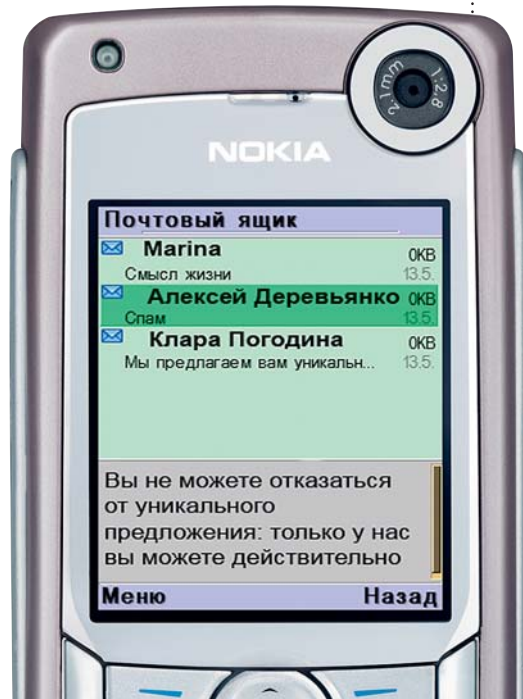 2.1mm 1:2.8
NOKIA
Почтовый ящик
Marina 0KB
Смысл жизни 13.5.
Алексей Деревьянко 0KB
Спам 13.5.
Клара Погодина 0KB
Мы предлагаем вам уникальн... 13.5.
Вы не можете отказаться
от уникального
предложения: только у нас
вы можете действительно
Меню Назад